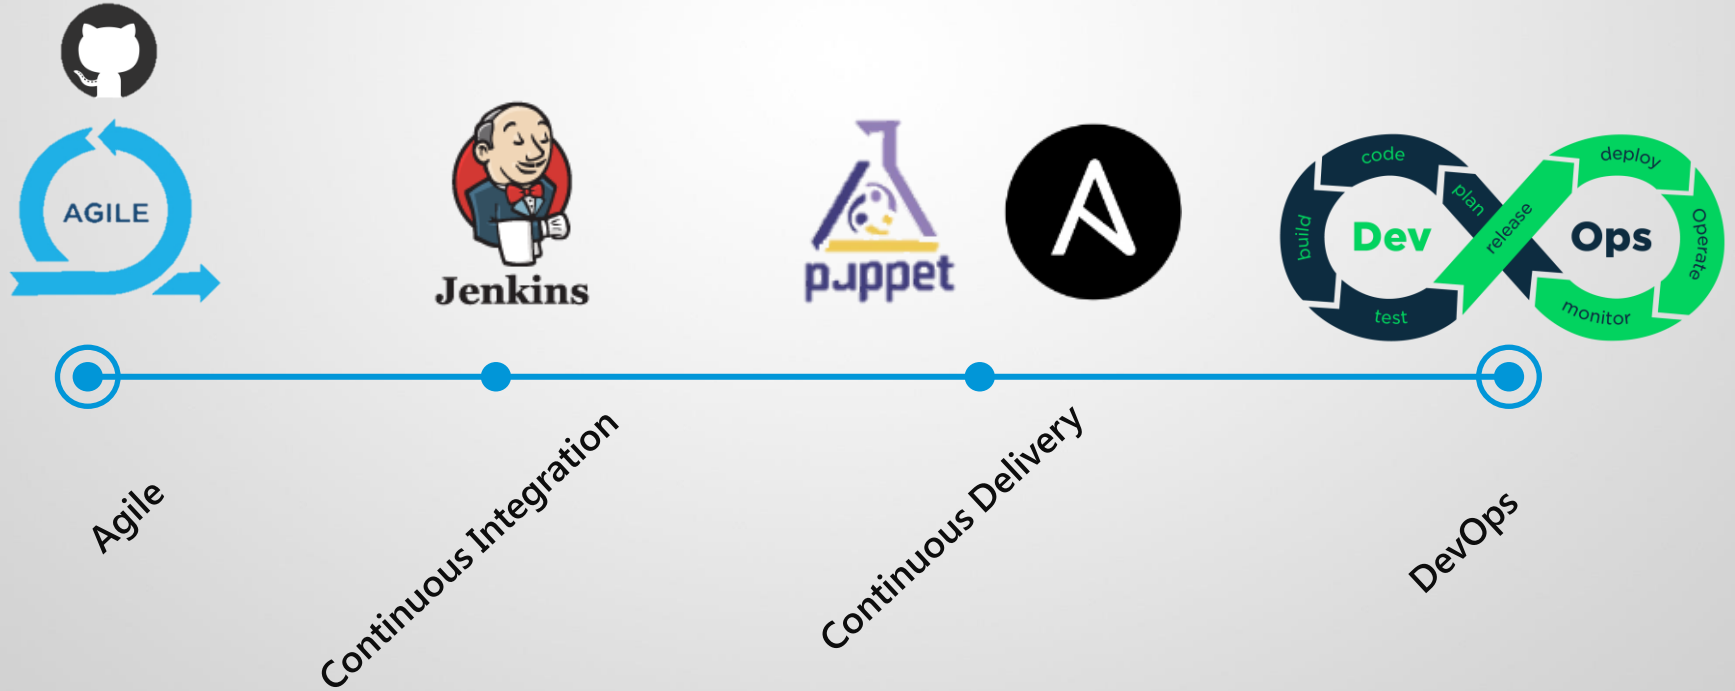 AGILE
Jenkins
puppet
code
plan
build
test
release
deploy
Operate
monitor
Dev
Ops
Agile
Continuous Integration
Continuous Delivery
DevOps